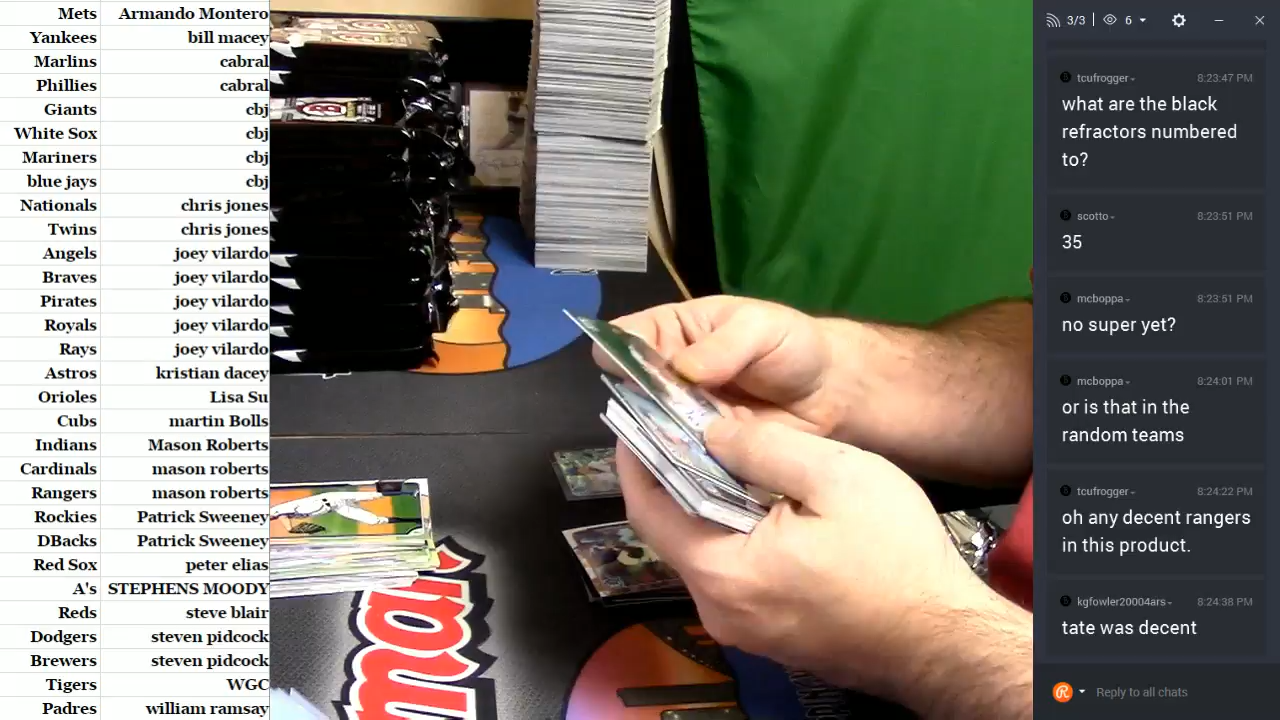 Mets Armando Montero
Yankees bill macey
Marlins cabral
Phillies cabral
Giants cbj
White Sox cbj
Mariners cbj
blue jays cbj
Nationals chris jones
Twins chris jones
Angels joey vilardo
Braves joey vilardo
Pirates joey vilardo
Royals joey vilardo
Rays joey vilardo
Astros kristian dacey
Orioles Lisa Su
Cubs martin Bolls
Indians Mason Roberts
Cardinals mason roberts
Rangers mason roberts
Rockies Patrick Sweeney
DBacks Patrick Sweeney
Red Sox peter elias
A's STEPHENS MOODY
Reds steve blair
Dodgers steven pidcock
Brewers steven pidcock
Tigers WGC
Padres william ramsay
3/3 6
tcufrogger 8:23:47 PM
what are the black
refractors numbered
to?
scotto 8:23:51 PM
35
mcboppa 8:23:51 PM
no super yet?
mcboppa 8:24:01 PM
or is that in the
random teams
tcufrogger 8:24:22 PM
oh any decent rangers
in this product.
kgfowler20004ars 8:24:38 PM
tate was decent
Reply to all chats